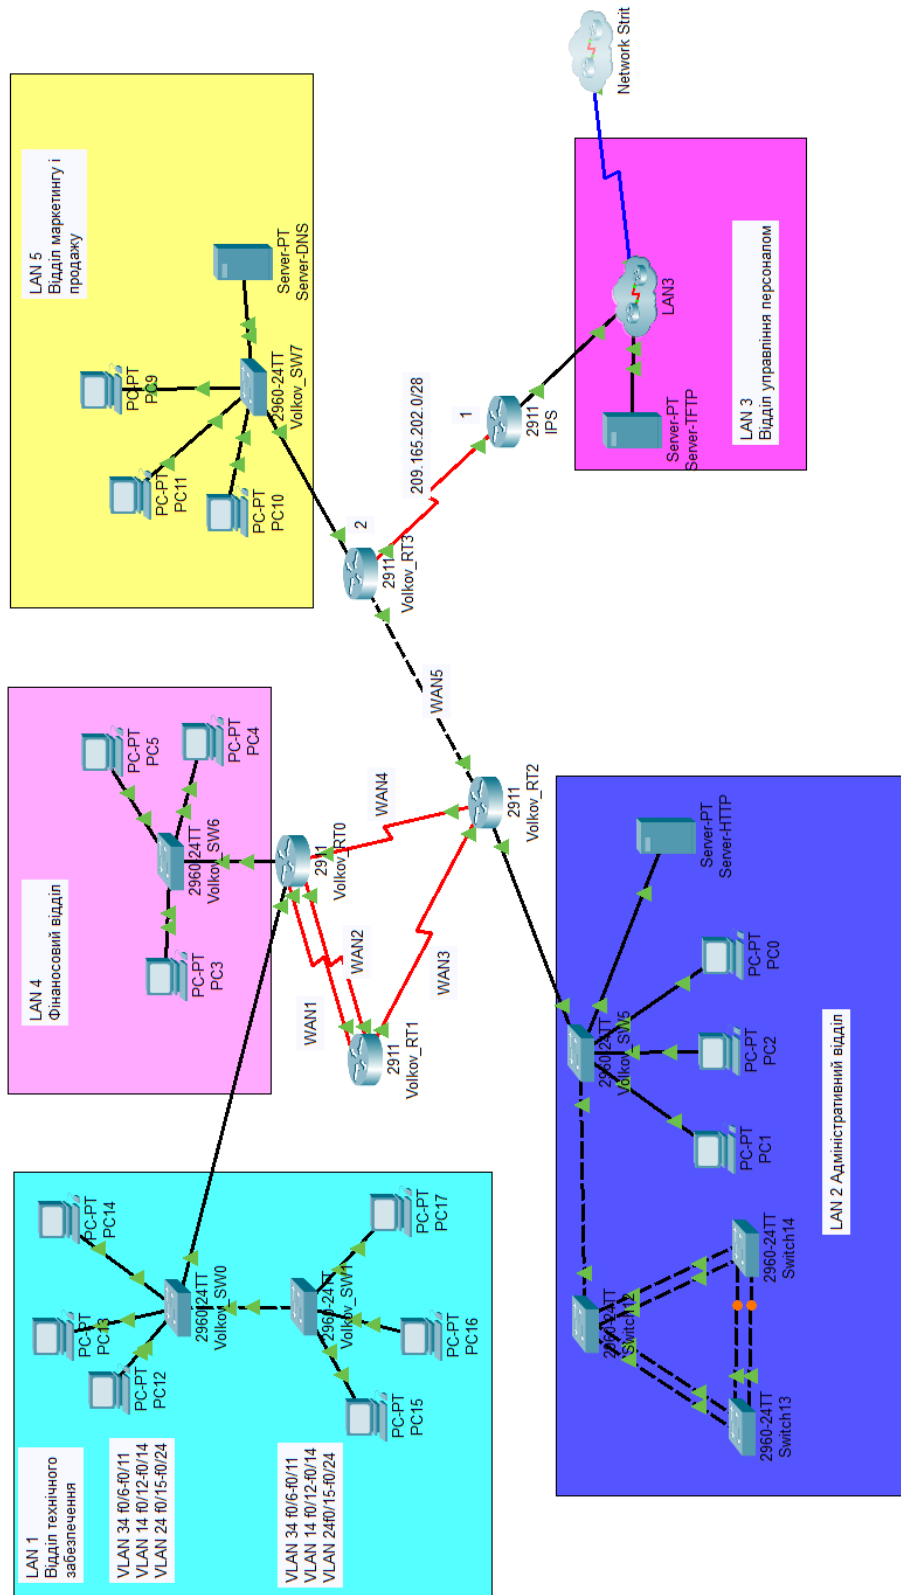 LAN 1
Відділ технічного
забезпечення
VLAN 34 f0/6-f0/11
VLAN 14 f0/12-f0/14
VLAN 24 f0/15-f0/24
VLAN 34 f0/6-f0/11
VLAN 14 f0/12-f0/14
VLAN 24f0/15-f0/24
PC-PT
PC14
PC-PT
PC13
PC-PT
PC12
2960-24TT
Volkov_SW0
2960-24TT
Volkov_SW1
PC-PT
PC17
PC-PT
PC16
PC-PT
PC15
LAN 4
Фінаносовий відділ
PC-PT
PC5
PC-PT
PC4
2960-24TT
Volkov_SW6
PC-PT
PC3
2911
Volkov_RT0
WAN1
WAN2
WAN4
WAN3
2911
Volkov_RT1
2911
Volkov_RT2
WAN5
LAN 5
Відділ маркетингу і
продажу
PC-PT
PC9
PC-PT
PC11
PC-PT
PC10
2960-24TT
Volkov_SW7
Server-PT
Server-DNS
2
2911
Volkov_RT3
209.165.202.0/28
1
2911
IPS
Network Strit
LAN3
Server-PT
Server-TFTP
LAN 3
Відділ управління персоналом
2960-24TT
Volkov_SW5
Server-PT
Server-HTTP
PC-PT
PC0
PC-PT
PC2
PC-PT
PC1
2960-24TT
Switch12
2960-24TT
Switch14
2960-24TT
Switch13
LAN 2 Адміністративний відділ